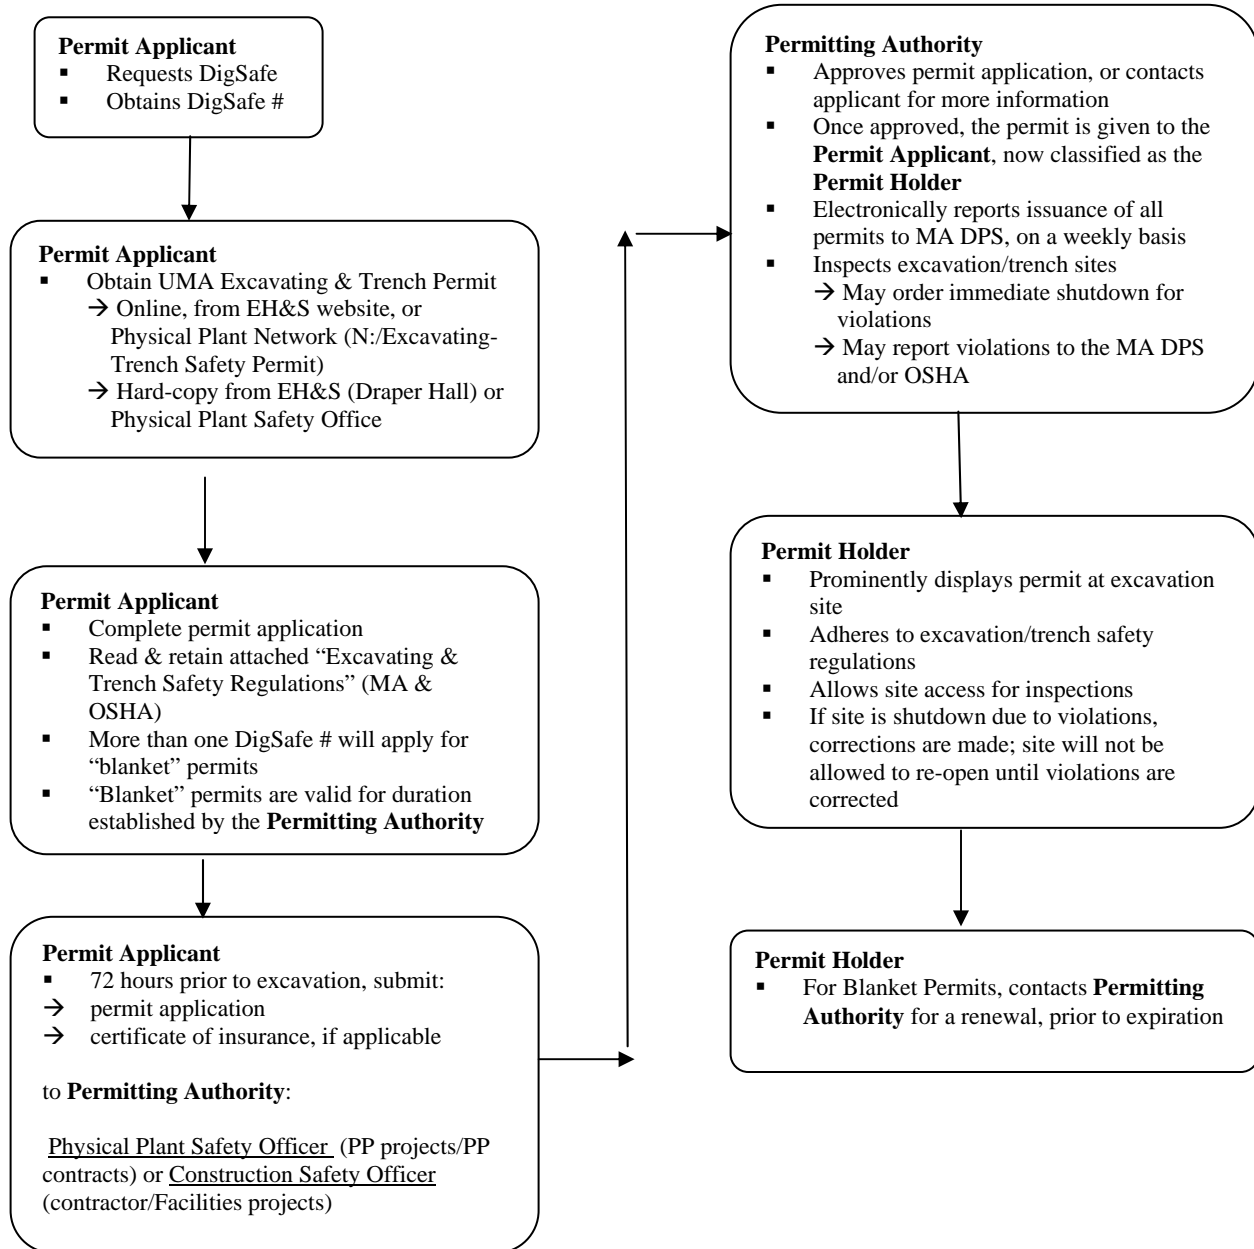 Permit Applicant
▪ Requests DigSafe
▪ Obtains DigSafe #
Permit Applicant
▪ Obtain UMA Excavating & Trench Permit
→ Online, from EH&S website, or
Physical Plant Network (N:/Excavating-
Trench Safety Permit)
→ Hard-copy from EH&S (Draper Hall) or
Physical Plant Safety Office
Permit Applicant
▪ Complete permit application
▪ Read & retain attached “Excavating &
Trench Safety Regulations” (MA &
OSHA)
▪ More than one DigSafe # will apply for
“blanket” permits
▪ “Blanket” permits are valid for duration
established by the Permitting Authority
Permit Applicant
▪ 72 hours prior to excavation, submit:
→ permit application
→ certificate of insurance, if applicable
to Permitting Authority:
Physical Plant Safety Officer (PP projects/PP
contracts) or Construction Safety Officer
(contractor/Facilities projects)
Permitting Authority
▪ Approves permit application, or contacts
applicant for more information
▪ Once approved, the permit is given to the
Permit Applicant, now classified as the
Permit Holder
▪ Electronically reports issuance of all
permits to MA DPS, on a weekly basis
▪ Inspects excavation/trench sites
→ May order immediate shutdown for
violations
→ May report violations to the MA DPS
and/or OSHA
Permit Holder
▪ Prominently displays permit at excavation
site
▪ Adheres to excavation/trench safety
regulations
▪ Allows site access for inspections
▪ If site is shutdown due to violations,
corrections are made; site will not be
allowed to re-open until violations are
corrected
Permit Holder
▪ For Blanket Permits, contacts Permitting
Authority for a renewal, prior to expiration